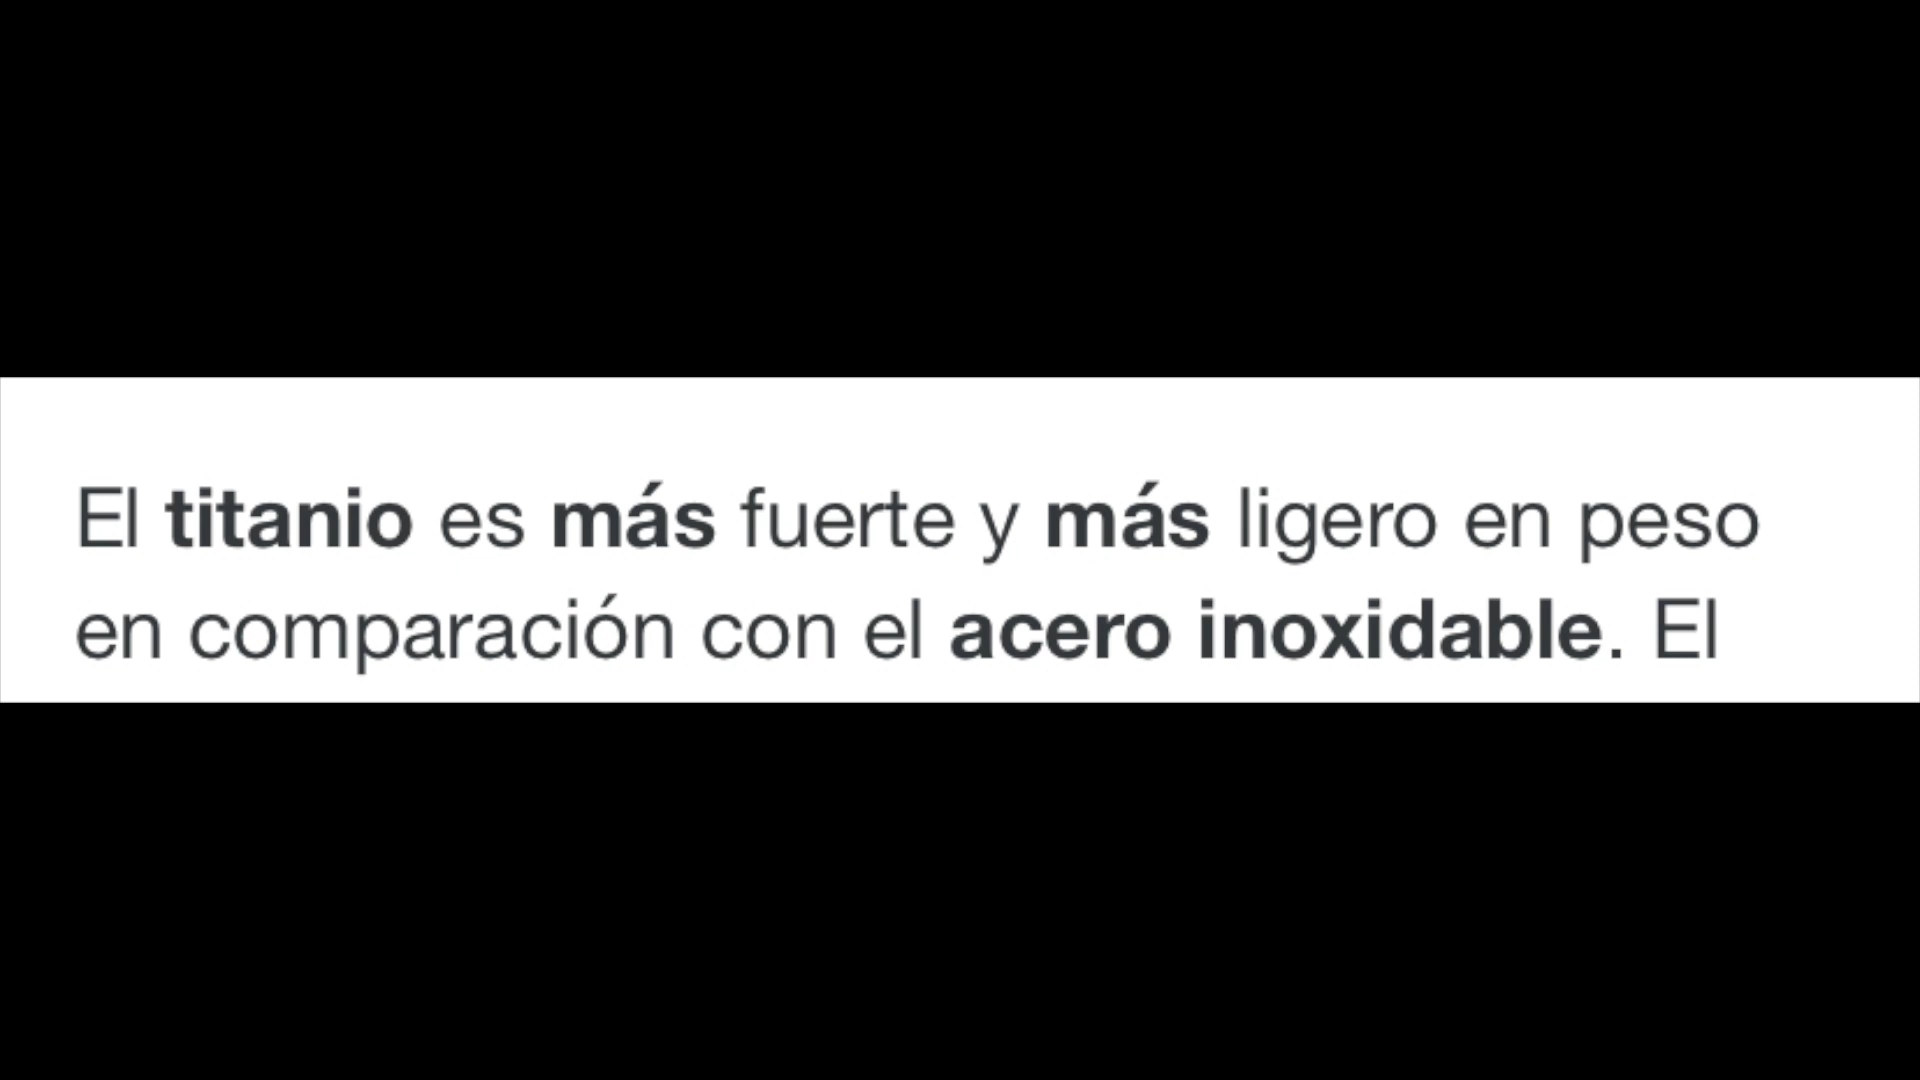 El titanio es más fuerte y más ligero en peso
en comparación con el acero inoxidable. El